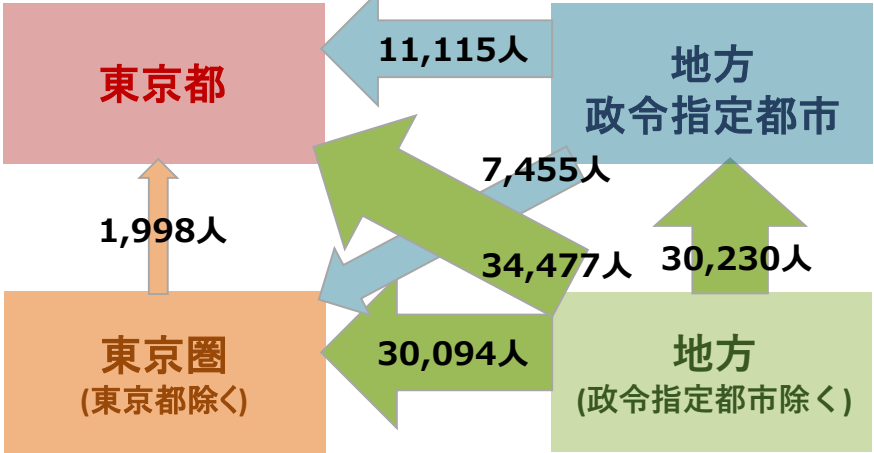 東京都
11,115人
地方
政令指定都市
7,455人
1,998人
34,477人
30,230人
東京圏
(東京都除く)
30,094人
地方
(政令指定都市除く)